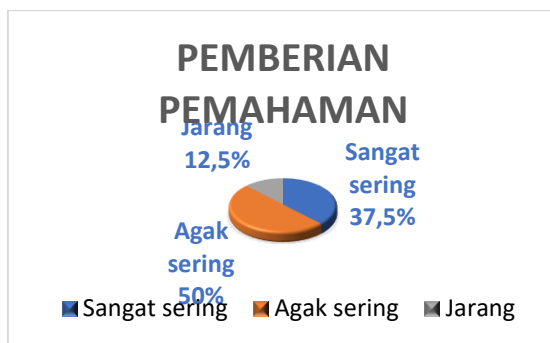 PEMBERIAN
PEMAHAMAN
Jarang
12,5%
Sangat
sering
37,5%
Agak
sering
50%
Sangat sering Agak sering Jarang